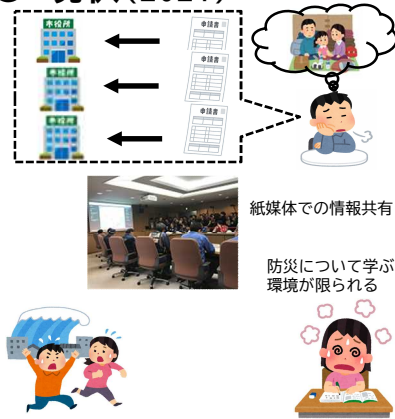 市役所
申請書
市役所
申請書
市役所
申請書
紙媒体での情報共有
防災について学ぶ
環境が限られる